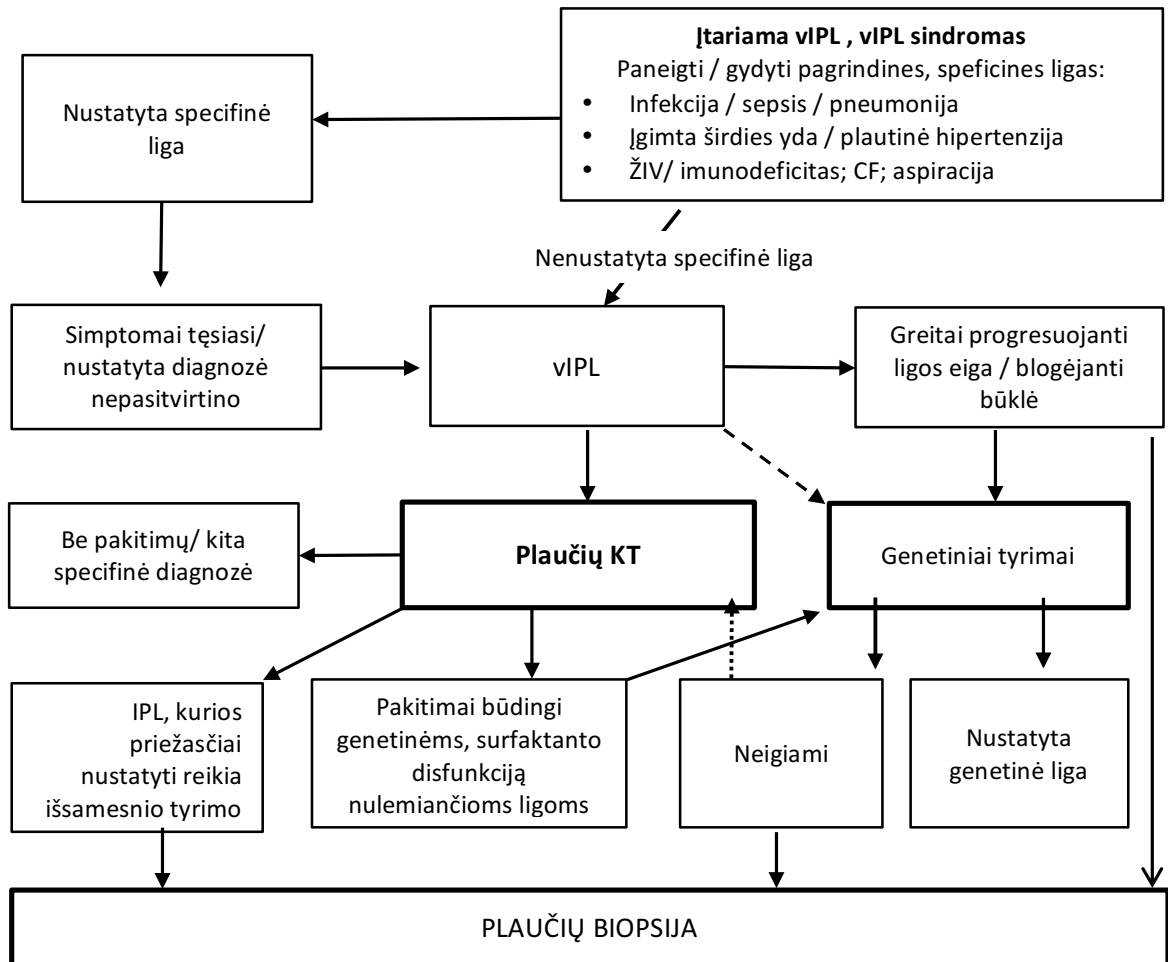 Įtariama vIPL , vIPL sindromas
Paneigti / gydyti pagrindines, speficines ligas:
• Infekcija / sepsis / pneumonija
• Įgimta širdies yda / plautinė hipertenzija
• ŽIV/ imunodeficitas; CF; aspiracija
Nustatyta specifinė
liga
Nenustatyta specifinė liga
Simptomai tęsiasi/
nustatyta diagnozė
nepasitvirtino
vIPL
Greitai progresuojanti
ligos eiga / blogėjanti
būklė
Be pakitimų/ kita
specifinė diagnozė
Plaučių KT
Genetiniai tyrimai
IPL, kurios
priežasčiai
nustatyti reikia
išsamesnio tyrimo
Pakitimai būdingi
genetinėms, surfaktanto
disfunkciją
nulemiančioms ligoms
Neigiami
Nustatyta
genetinė liga
PLAUČIŲ BIOPSIJA